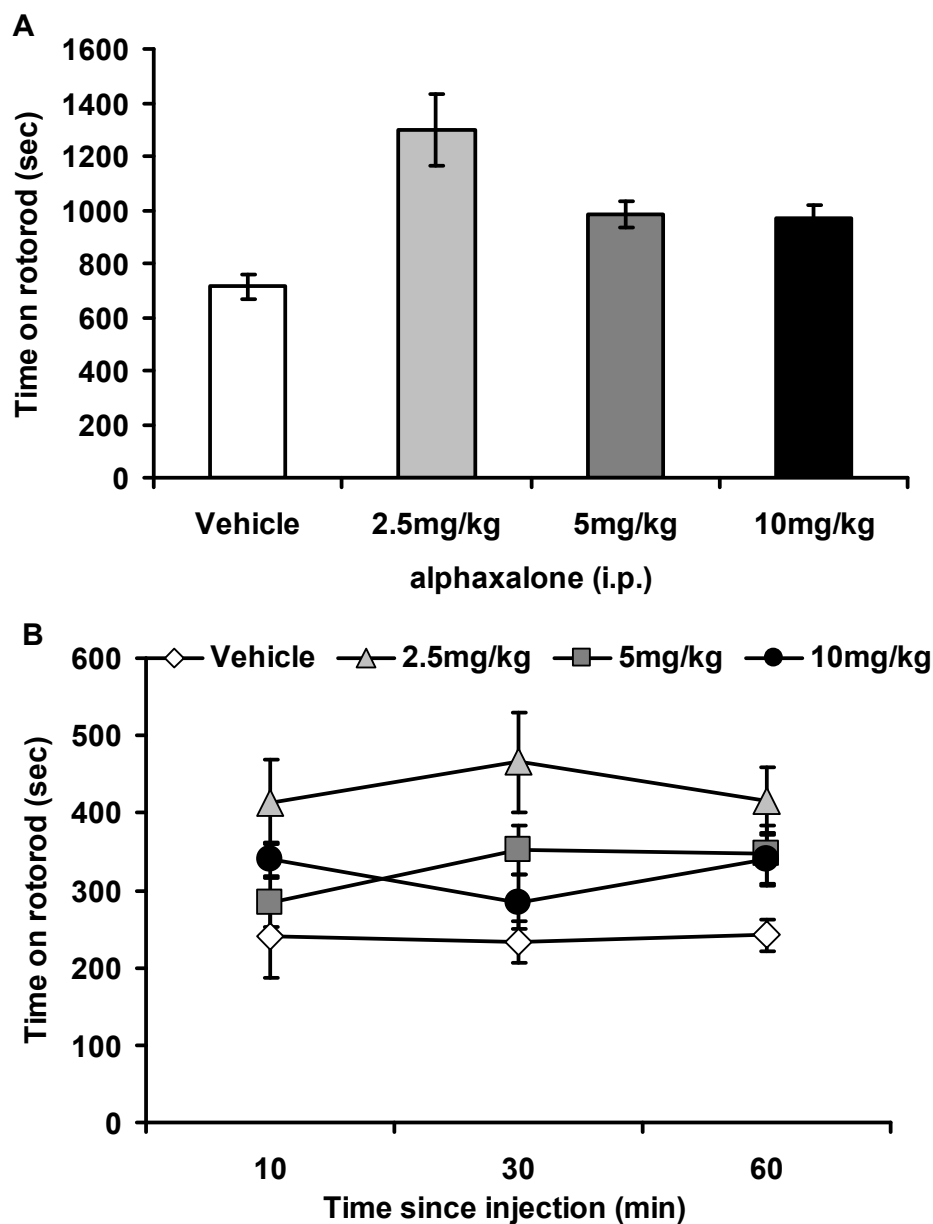 A
1600
1400
1200
1000
800
600
400
200
0
Time on rotorod (sec)
Vehicle 2.5mg/kg 5mg/kg 10mg/kg
alphaxalone (i.p.)
B
Vehicle 2.5mg/kg 5mg/kg 10mg/kg
600
500
400
300
200
100
0
Time on rotorod (sec)
10 30 60
Time since injection (min)